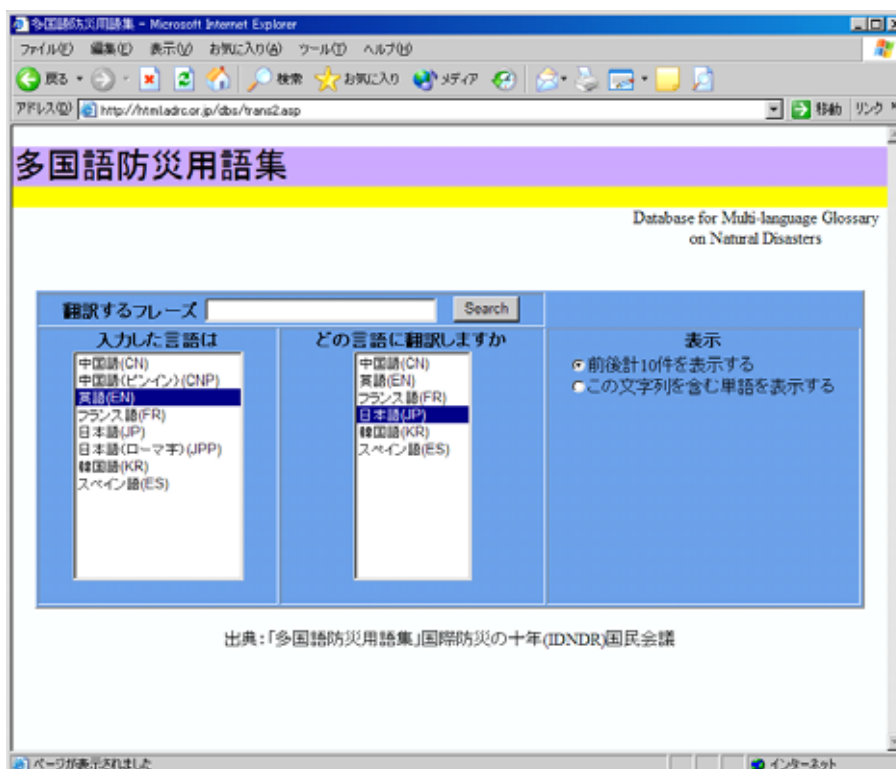 多国語防災用語集 - Microsoft Internet Explorer
ファイル(F) 編集(E) 表示(V) お気に入り(A) ツール(T) ヘルプ(H)
戻る 検索 お気に入り メディア
アドレス(D) http://html.adrc.or.jp/dbs/trans2.asp 移動 リンク
多国語防災用語集
Database for Multi-language Glossary
on Natural Disasters
翻訳するフレーズ Search
入力した言語は
中国語(CN)
中国語(ピンイン)(CNP)
英語(EN)
フランス語(FR)
日本語(JP)
日本語(ローマ字)(JPP)
韓国語(KR)
スペイン語(ES)
どの言語に翻訳しますか
中国語(CN)
英語(EN)
フランス語(FR)
日本語(JP)
韓国語(KR)
スペイン語(ES)
表示
前後計10件を表示する
この文字列を含む単語を表示する
出典:「多国語防災用語集」国際防災の十年(IDNDR)国民会議
ページが表示されました インターネット